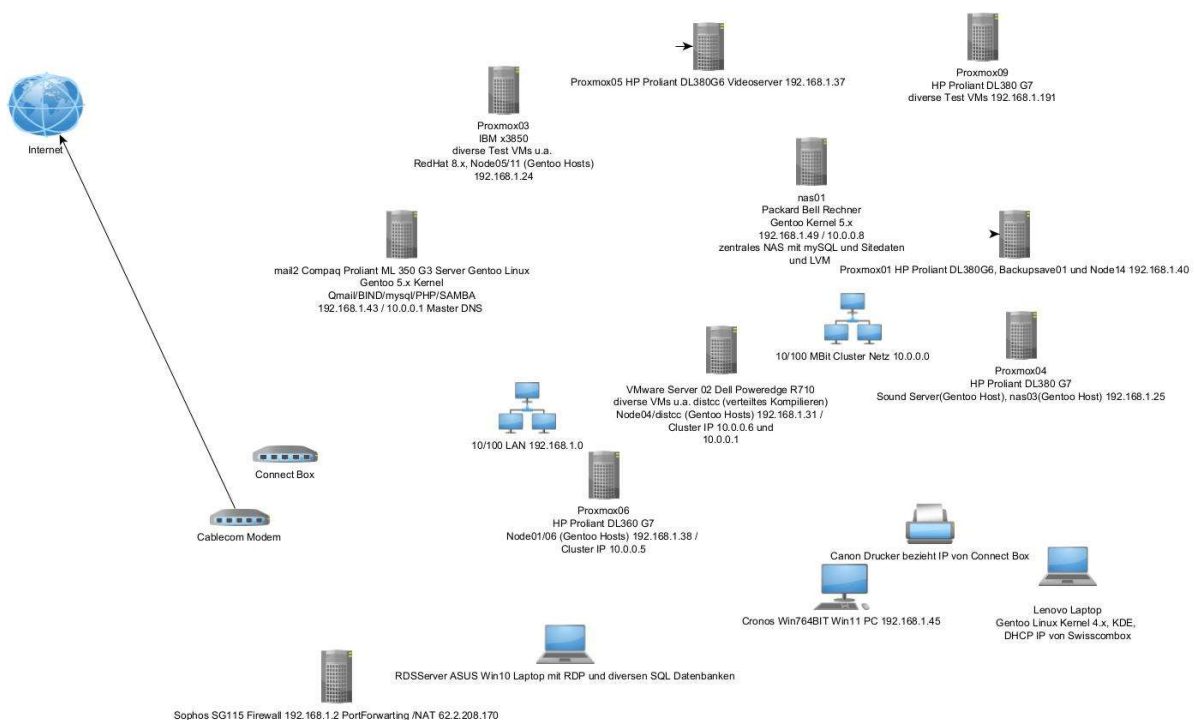 Proxmox05 HP Proliant DL380G6 Videoserver 192.168.1.37
Proxmox09
HP Proliant DL380 G7
diverse Test VMs 192.168.1.191
Internet
Proxmox03
IBM x3850
diverse Test VMs u.a.
RedHat 8.x, Node05/11 (Gentoo Hosts)
192.168.1.24
nas01
Packard Bell Rechner
Gentoo Kernel 5.x
192.168.1.49 / 10.0.0.8
zentrales NAS mit mySQL und Sitedaten
und LVM
mail2 Compaq Proliant ML 350 G3 Server Gentoo Linux
Gentoo 5.x Kernel
Qmail/BIND/mysql/PHP/SAMBA
192.168.1.43 / 10.0.0.1 Master DNS
Proxmox01 HP Proliant DL380G6, Backupsave01 und Node14 192.168.1.40
10/100 MBit Cluster Netz 10.0.0.0
VMware Server 02 Dell Poweredge R710
diverse VMs u.a. distcc (verteiltes Kompilieren)
Node04/distcc (Gentoo Hosts) 192.168.1.31 /
Cluster IP 10.0.0.6 und
10.0.0.1
Proxmox04
HP Proliant DL380 G7
Sound Server(Gentoo Host), nas03(Gentoo Host) 192.168.1.25
10/100 LAN 192.168.1.0
Connect Box
Proxmox06
HP Proliant DL360 G7
Node01/06 (Gentoo Hosts) 192.168.1.38 /
Cluster IP 10.0.0.5
Cablecom Modem
Canon Drucker bezieht IP von Connect Box
Cronos Win764BIT Win11 PC 192.168.1.45
Lenovo Laptop
Gentoo Linux Kernel 4.x, KDE,
DHCP IP von Swisscombox
RDSServer ASUS Win10 Laptop mit RDP und diversen SQL Datenbanken
Sophos SG115 Firewall 192.168.1.2 PortForwarting /NAT 62.2.208.170